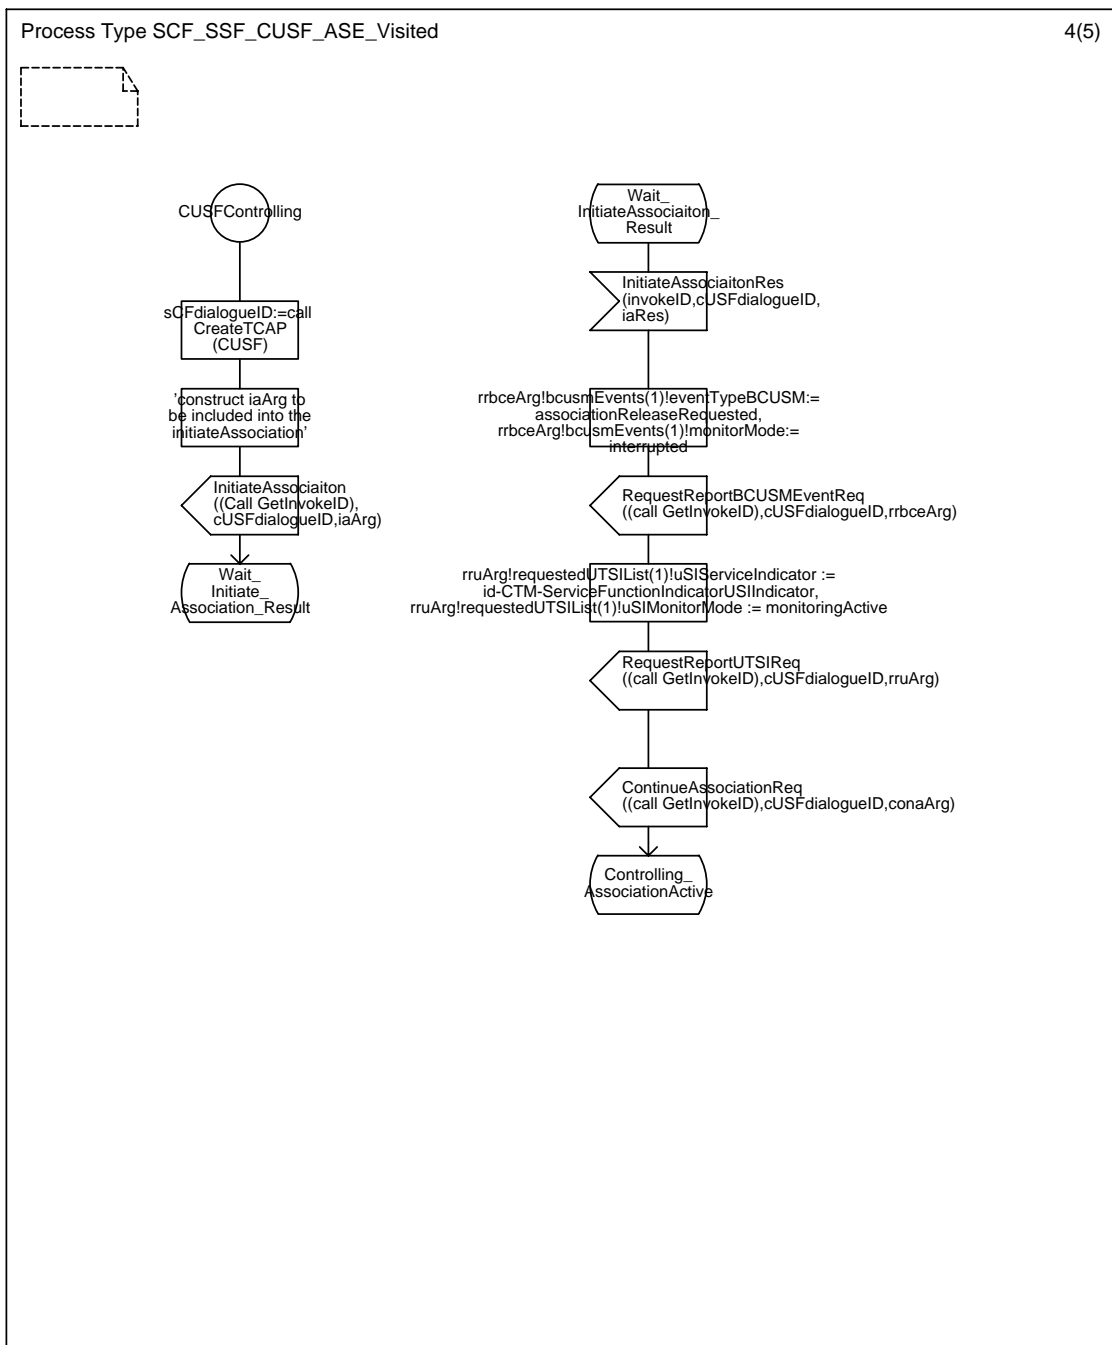 Process Type SCF_SSF_CUSF_ASE_Visited
4(5)
CUSFControlling
sCFdialogueID:=call
CreateTCAP
(CUSF)
'construct iaArg to
be included into the
initiateAssociation'
InitiateAssociaiton
((Call GetInvokeID),
cUSFdialogueID,iaArg)
Wait_
Initiate_
Association_Result
Wait_
InitiateAssociaiton_
Result
InitiateAssociaitonRes
(invokeID,cUSFdialogueID,
iaRes)
rrbceArg!bcusmEvents(1)!eventTypeBCUSM:=
associationReleaseRequested,
rrbceArg!bcusmEvents(1)!monitorMode:=
interrupted
RequestReportBCUSMEventReq
((call GetInvokeID),cUSFdialogueID,rrbceArg)
rruArg!requestedUTSIList(1)!uSIServiceIndicator :=
id-CTM-ServiceFunctionIndicatorUSIIndicator,
rruArg!requestedUTSIList(1)!uSIMonitorMode := monitoringActive
RequestReportUTSIReq
((call GetInvokeID),cUSFdialogueID,rruArg)
ContinueAssociationReq
((call GetInvokeID),cUSFdialogueID,conaArg)
Controlling_
AssociationActive